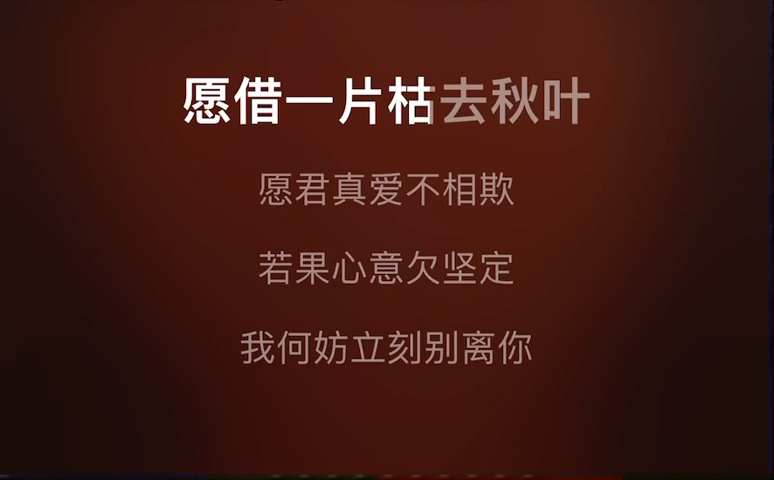 愿借一片枯去秋叶
愿君真爱不相欺
若果心意欠坚定
我何妨立刻别离你